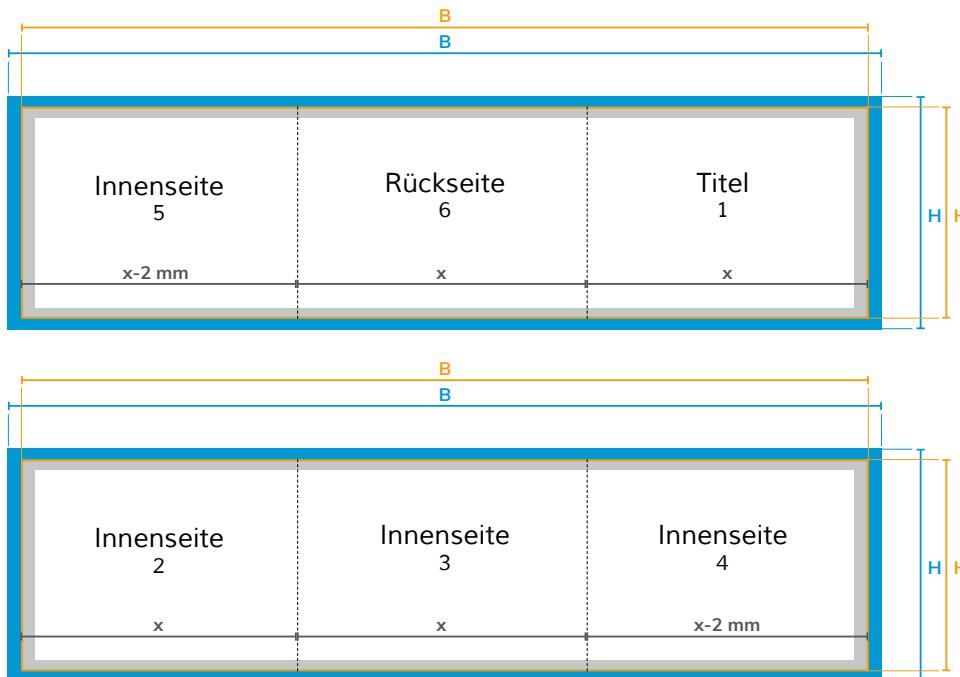 B
B
Innenseite
5
Rückseite
6
Titel
1
H
H
x-2 mm
x
x
B
B
Innenseite
2
Innenseite
3
Innenseite
4
H
H
x
x
x-2 mm